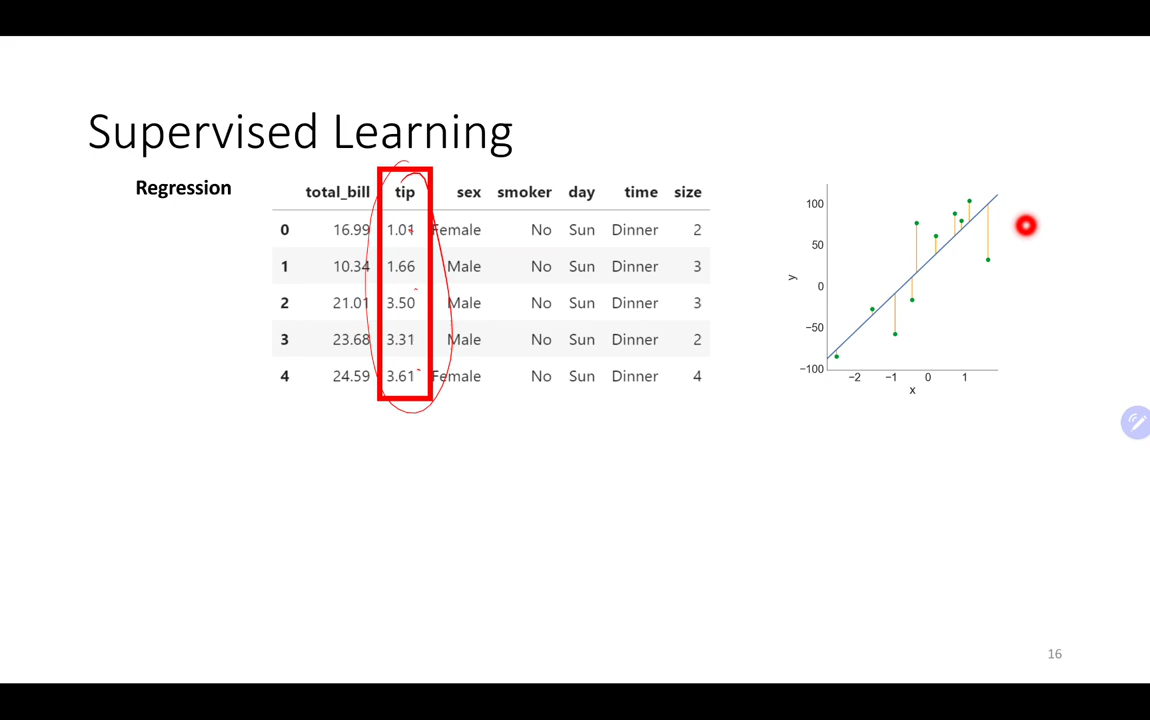 Supervised Learning
Regression
total_bill tip sex smoker day time size
0 16.99 1.01 Female No Sun Dinner 2
1 10.34 1.66 Male No Sun Dinner 3
2 21.01 3.50 Male No Sun Dinner 3
3 23.68 3.31 Male No Sun Dinner 2
4 24.59 3.61 Female No Sun Dinner 4
100
50
0
−50
−100
y
−2 −1 0 1
x
16